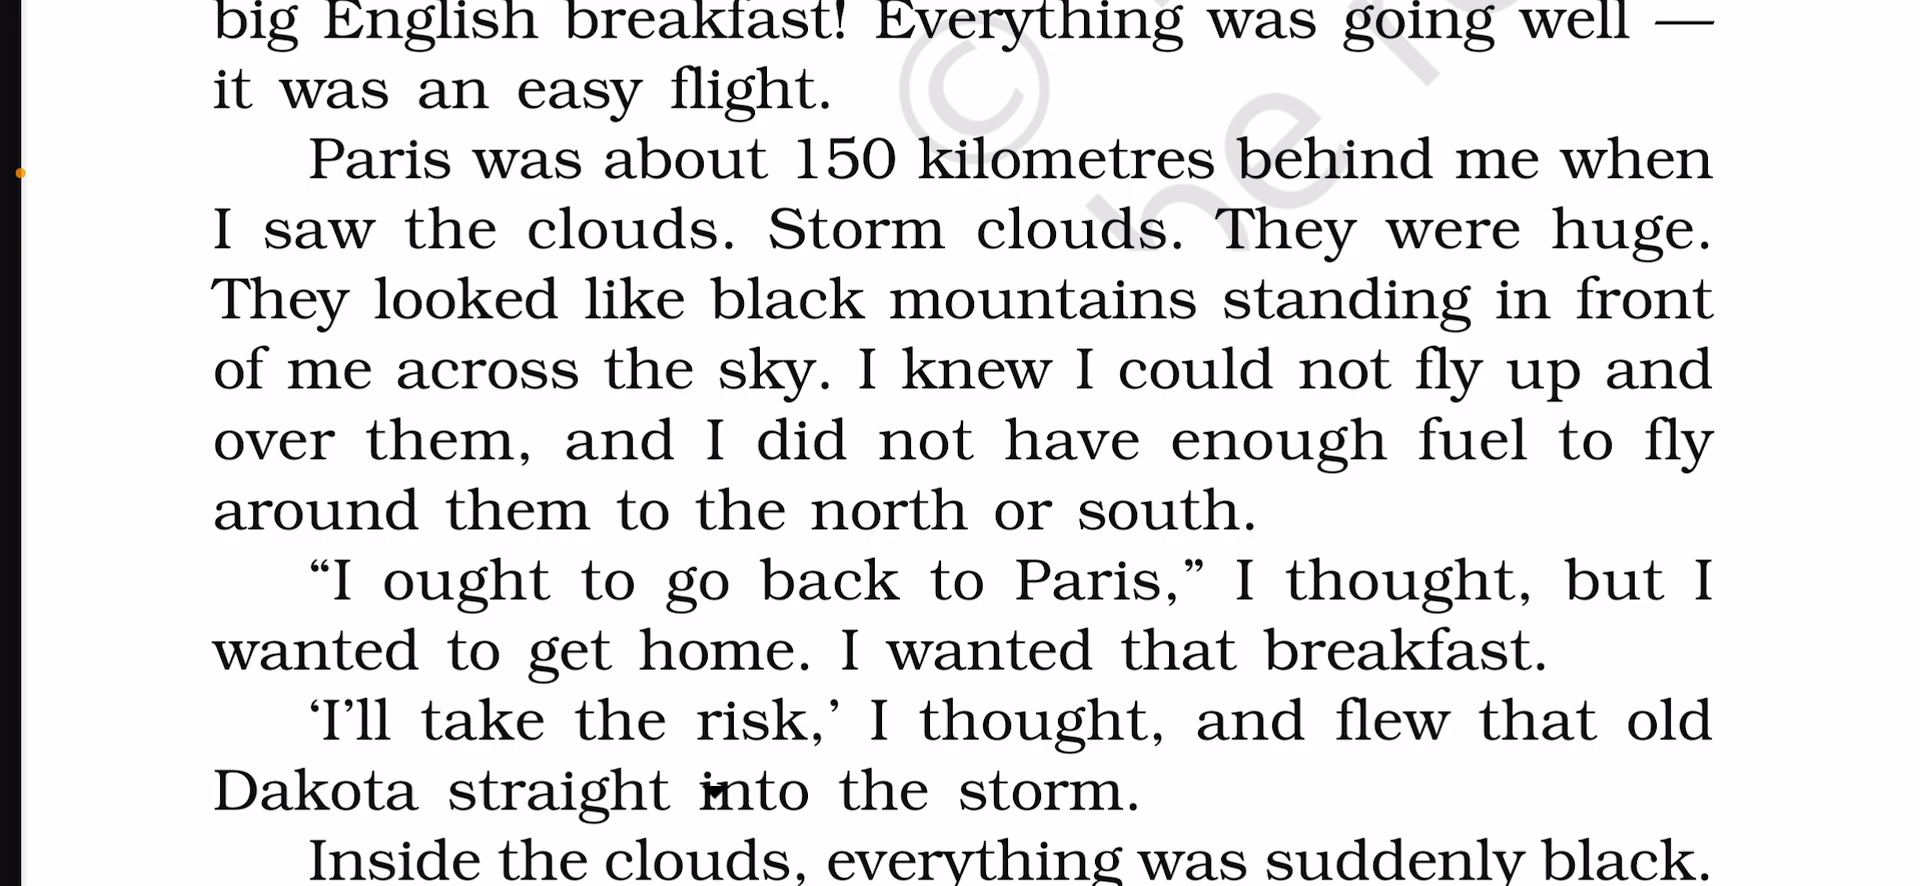 big English breakfast! Everything was going well —
it was an easy flight.
Paris was about 150 kilometres behind me when
I saw the clouds. Storm clouds. They were huge.
They looked like black mountains standing in front
of me across the sky. I knew I could not fly up and
over them, and I did not have enough fuel to fly
around them to the north or south.
“I ought to go back to Paris,” I thought, but I
wanted to get home. I wanted that breakfast.
‘I’ll take the risk,’ I thought, and flew that old
Dakota straight into the storm.
Inside the clouds, everything was suddenly black.